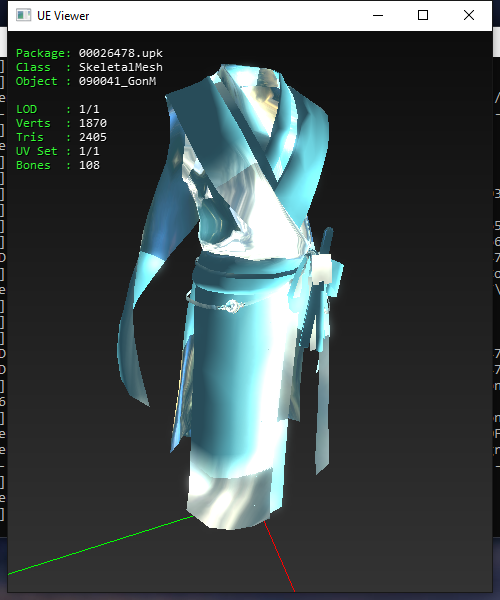 UE Viewer
Package: 00026478.upk
Class  : SkeletalMesh
Object : 090041_GonM
LOD    : 1/1
Verts  : 1870
Tris   : 2405
UV Set : 1/1
Bones  : 108